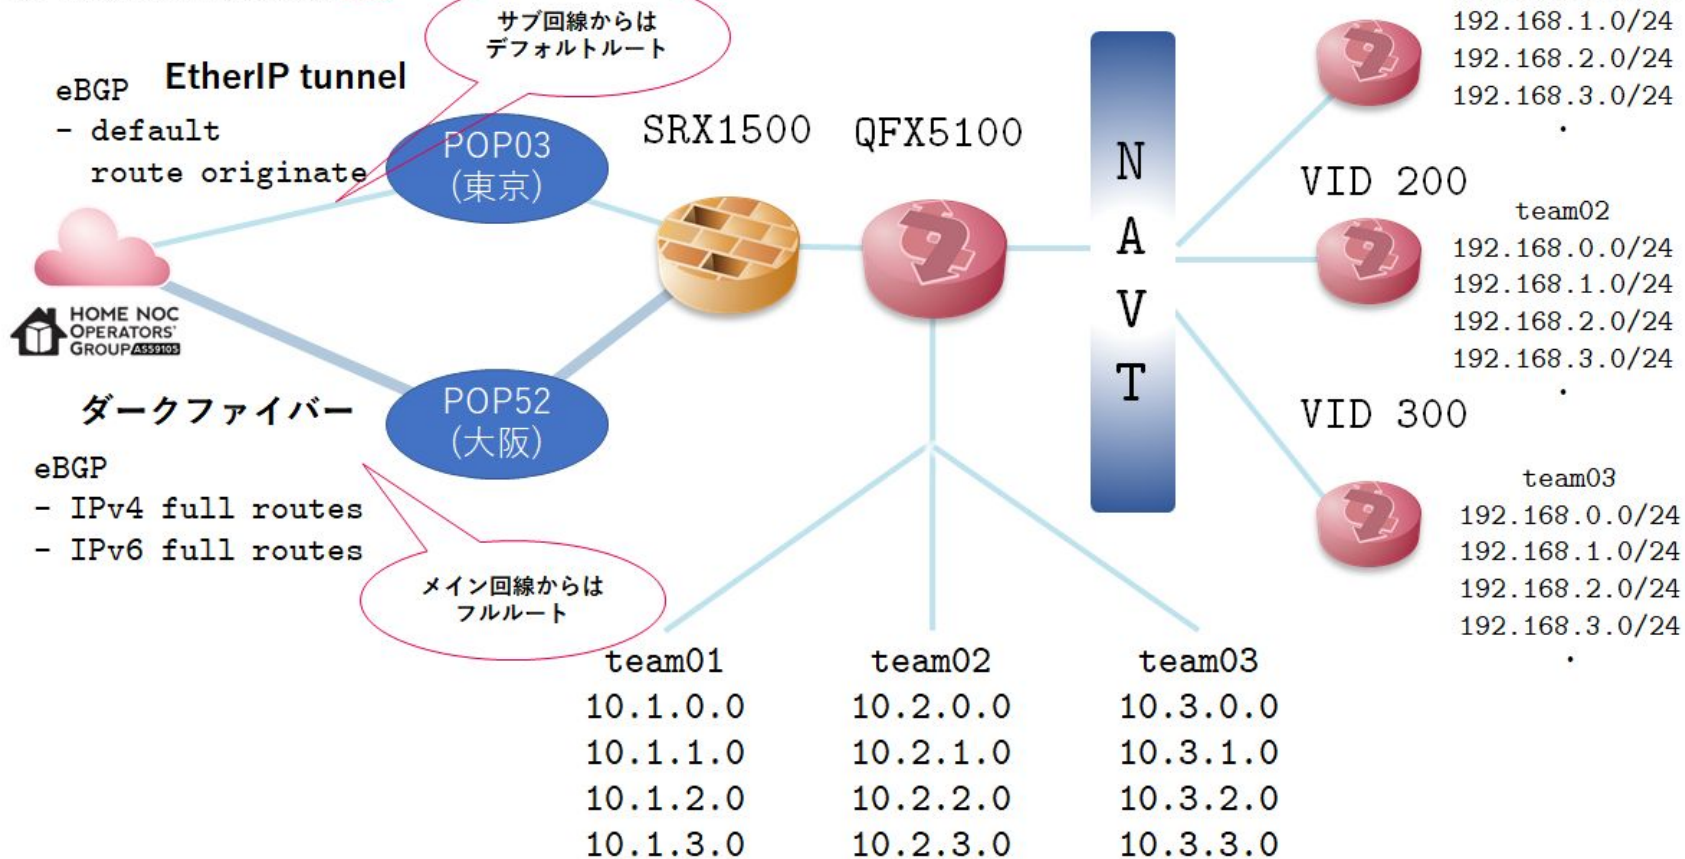 サブ回線からは
デフォルトルート
EtherIP tunnel
eBGP
- default
route originate
POP03
(東京)
SRX1500
QFX5100
HOME NOC
OPERATORS'
GROUP AS59105
ダークファイバー
POP52
(大阪)
eBGP
- IPv4 full routes
- IPv6 full routes
メイン回線からは
フルルート
N
A
V
T
192.168.1.0/24
192.168.2.0/24
192.168.3.0/24
.
VID 200
team02
192.168.0.0/24
192.168.1.0/24
192.168.2.0/24
192.168.3.0/24
.
VID 300
team03
192.168.0.0/24
192.168.1.0/24
192.168.2.0/24
192.168.3.0/24
.
team01
10.1.0.0
10.1.1.0
10.1.2.0
10.1.3.0
team02
10.2.0.0
10.2.1.0
10.2.2.0
10.2.3.0
team03
10.3.0.0
10.3.1.0
10.3.2.0
10.3.3.0